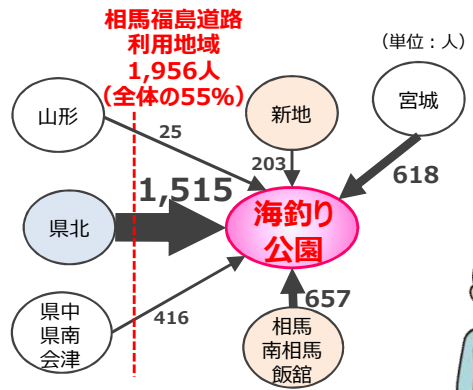 相馬福島道路
利用地域
1,956人
(全体の55%)
(単位：人)
山形
新地
宮城
25
203
618
1,515
県北
海釣り
公園
416
657
県中
県南
会津
相馬
南相馬
飯舘